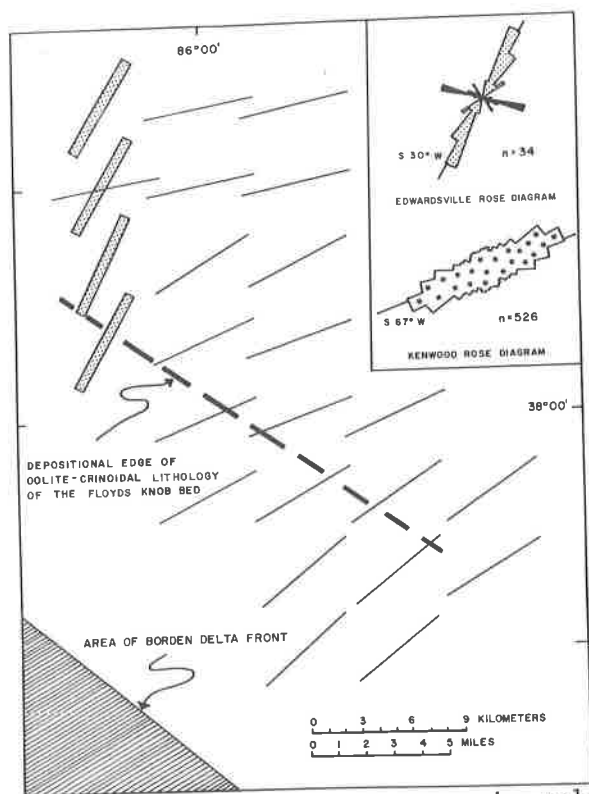 86°00'
S 30° W
n=34
EDWARDSVILLE ROSE DIAGRAM
S 67° W
n=526
KENWOOD ROSE DIAGRAM
38°00'
DEPOSITIONAL EDGE OF
OOLITE-CRINOIDAL LITHOLOGY
OF THE FLOYDS KNOB BED
AREA OF BORDEN DELTA FRONT
0 3 6 9 KILOMETERS
0 1 2 3 4 5 MILES